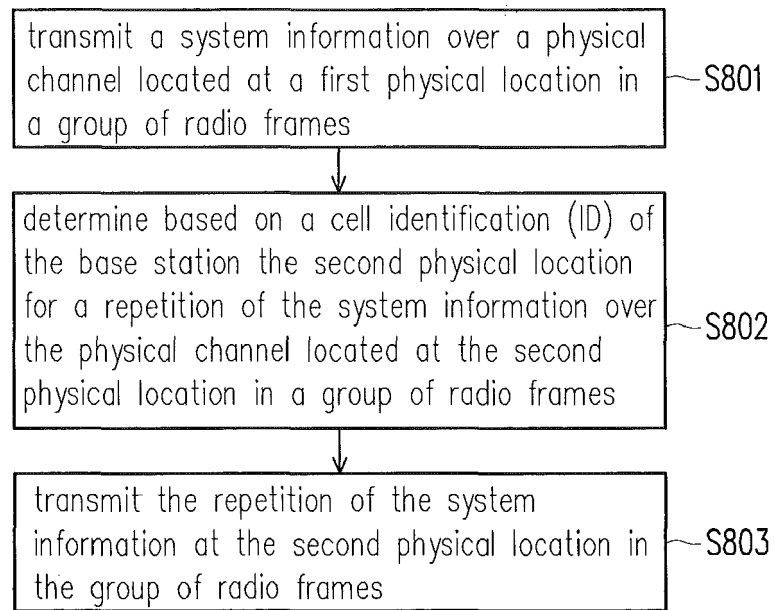 transmit a system information over a physical
channel located at a first physical location in
a group of radio frames
S801
determine based on a cell identification (ID) of
the base station the second physical location
for a repetition of the system information over
the physical channel located at the second
physical location in a group of radio frames
S802
transmit the repetition of the system
information at the second physical location in
the group of radio frames
S803